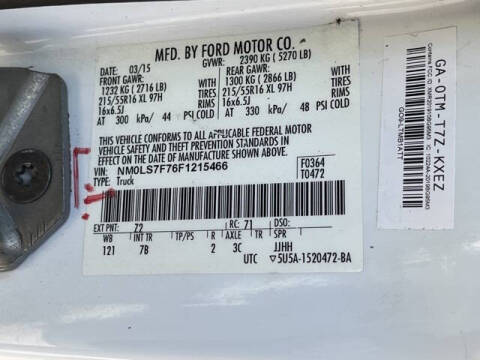 MFD. BY FORD MOTOR CO.
03/15
GVWR: 2390 KG ( 5270 LB)
FRONT GAWR:
1232 KG ( 2716 LB)
215/55R16 XL 97H TIRES
16x6.5J RIMS
AT 300 kPa/ 44 PSI COLD
REAR GAWR:
1300 KG ( 2866 LB)
215/55R16 XL 97H TIRES
16x6.5J RIMS
AT 330 kPa/ 48 PSI COLD
THIS VEHICLE CONFORMS TO ALL APPLICABLE FEDERAL MOTOR
VEHICLE SAFETY AND THEFT PREVENTION STANDARDS IN EFFECT
ON THE DATE OF MANUFACTURE SHOWN ABOVE.
VIN: NM0LS7F76F1215466
TYPE: Truck
F0364
T0472
EXT PNT: 72 RC: 71 DSO:
WB INT TR TP/PS R AXLE TR SPR
121 7B 2 3C JJHH
UTC ▽5U5A-1520472-BA
GA-0TM-T7Z-KXEZ
GO9-LTMB1ATT